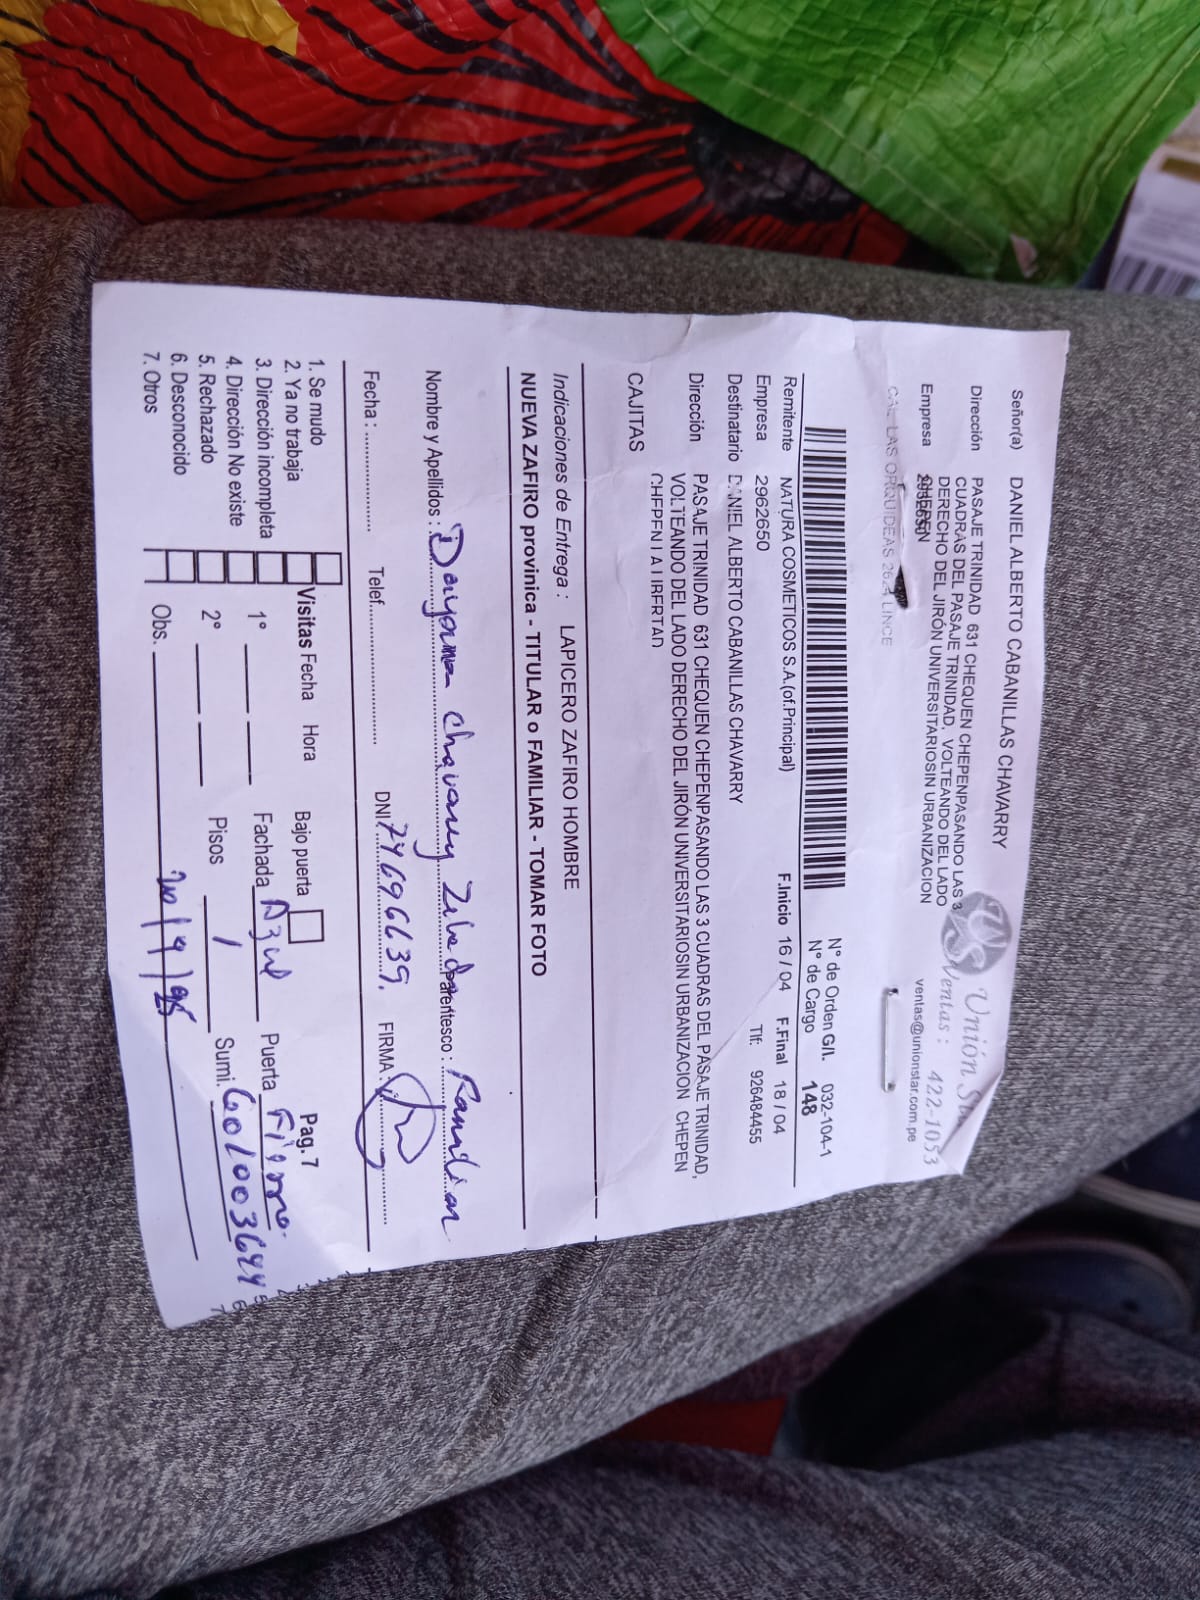 Señor(a) DANIEL ALBERTO CABANILLAS CHAVARRY
Dirección PASAJE TRINIDAD 631 CHEQUEN CHEPENPASANDO LAS 3
CUADRAS DEL PASAJE TRINIDAD, VOLTEANDO DEL LADO
DERECHO DEL JIRÓN UNIVERSITARIOSIN URBANIZACION
CHEPEN
Empresa 2962650
Unión
Ventas : 422-1053
ventas@unionstar.com.pe
LAS ORQUIDEAS 2621 LINCE
N° de Orden G/I. 032-104-1
N° de Cargo 148
Remitente NATURA COSMETICOS S.A.(of.Principal) F.Inicio 16 / 04 F.Final 18 / 04
Empresa 2962650 Tlf: 926484455
Destinatario DANIEL ALBERTO CABANILLAS CHAVARRY
Dirección PASAJE TRINIDAD 631 CHEQUEN CHEPENPASANDO LAS 3 CUADRAS DEL PASAJE TRINIDAD,
VOLTEANDO DEL LADO DERECHO DEL JIRÓN UNIVERSITARIOSIN URBANIZACION CHEPEN
CHEPEN LA LIBERTAD
CAJITAS
Indicaciones de Entrega : LAPICERO ZAFIRO HOMBRE
NUEVA ZAFIRO provinica - TITULAR o FAMILIAR - TOMAR FOTO
Nombre y Apellidos : Chavarry Parentesco : Familiar
Fecha : Telef. DNI: 74696639. FIRMA:
1. Se mudo Visitas Fecha Hora Bajo puerta Pag.7
2. Ya no trabaja
3. Dirección incompleta 1° Fachada Azul Puerta Fierro
4. Dirección No existe
5. Rechazado 2° Pisos 1 Sumi.
6. Desconocido
7. Otros Obs.